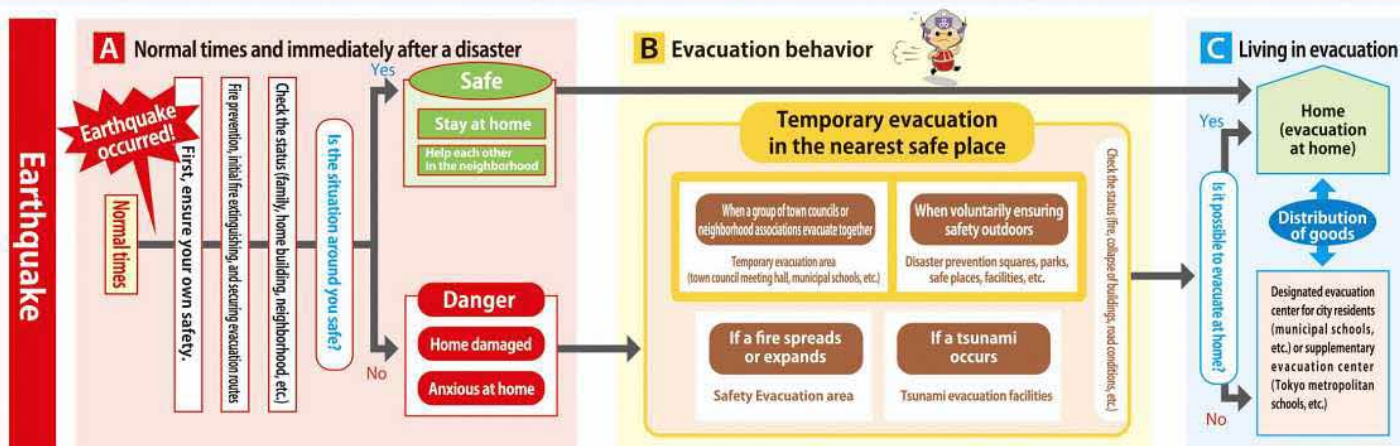 Earthquake
A Normal times and immediately after a disaster
Earthquake
occurred!
Normal times
First, ensure your own safety.
Fire prevention, initial fire extinguishing, and securing evacuation routes
Check the status (family, home building, neighborhood, etc.)
Is the situation around you safe?
Yes
Safe
Stay at home
Help each other
in the neighborhood
No
Danger
Home damaged
Anxious at home
B Evacuation behavior
Temporary evacuation
in the nearest safe place
When a group of town councils or
neighborhood associations evacuate together
Temporary evacuation area
(town council meeting hall, municipal schools, etc.)
When voluntarily ensuring
safety outdoors
Disaster prevention squares, parks,
safe places, facilities, etc.
If a fire spreads
or expands
Safety Evacuation area
If a tsunami
occurs
Tsunami evacuation facilities
Check the status (fire, collapse of buildings, road conditions, etc.)
C Living in evacuation
Is it possible to evacuate at home?
Yes
Home
(evacuation
at home)
Distribution
of goods
No
Designated evacuation
center for city residents
(municipal schools,
etc.) or supplementary
evacuation center
(Tokyo metropolitan
schools, etc.)